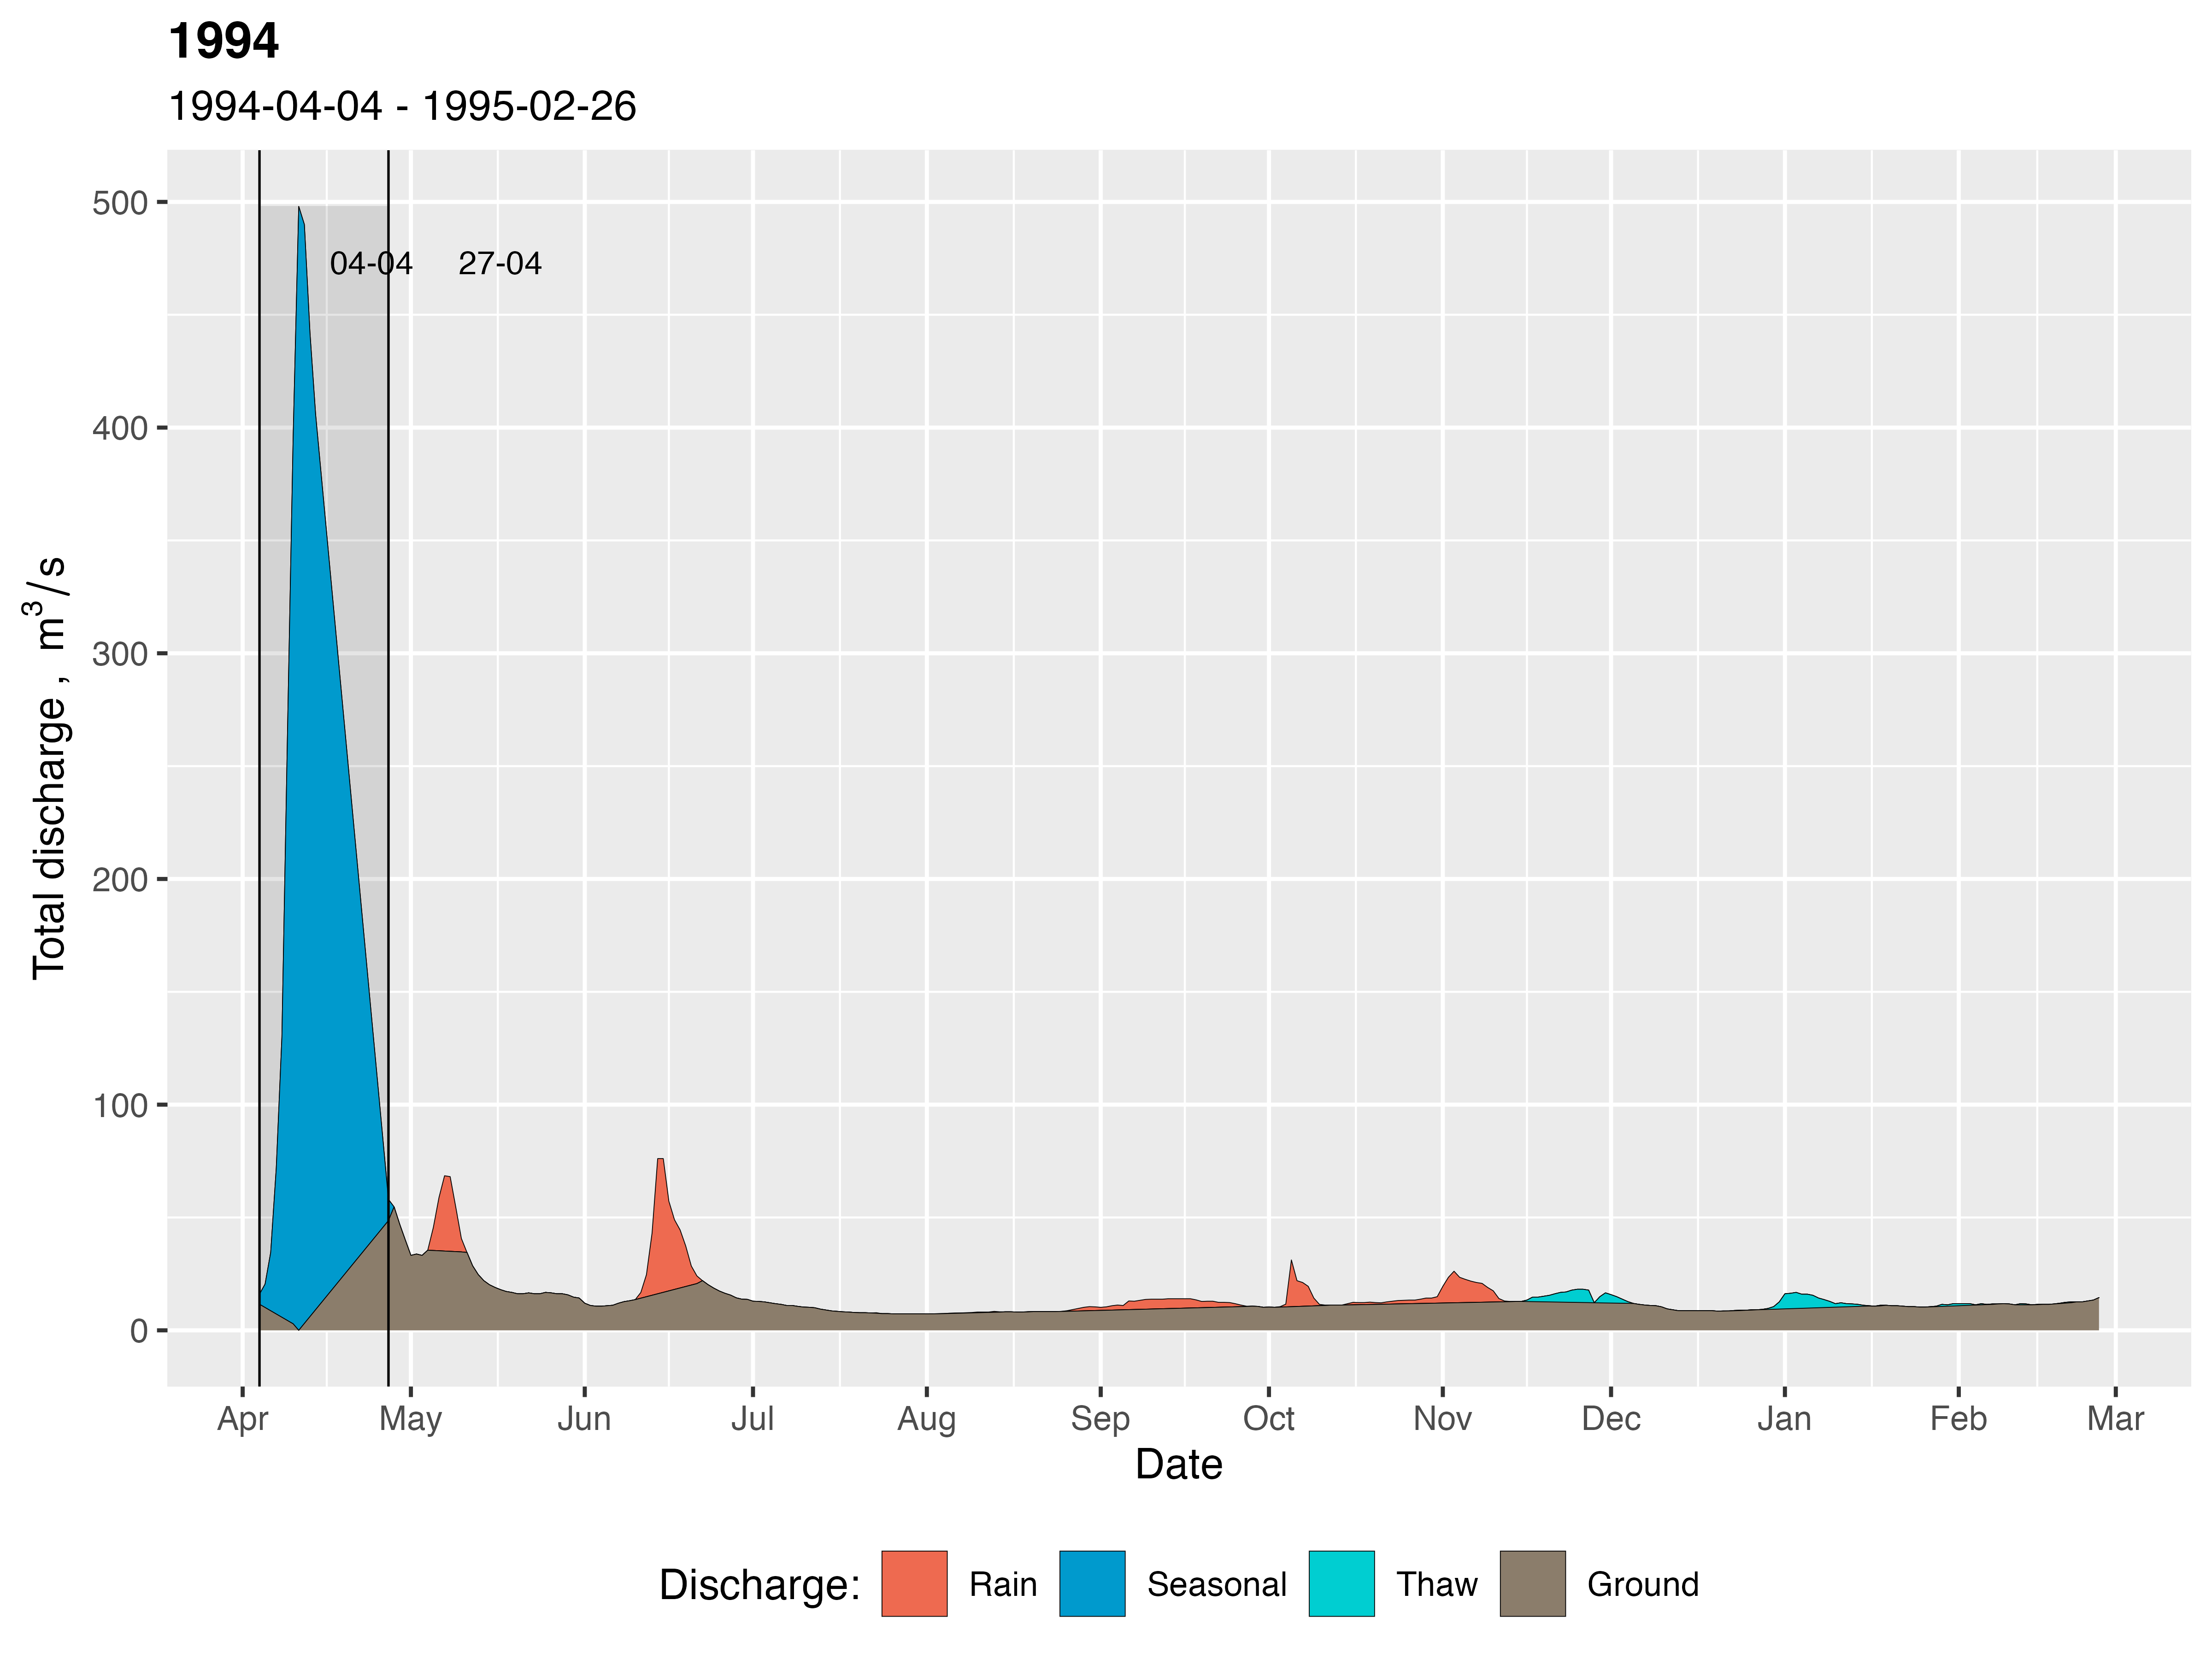 1994
1994-04-04 - 1995-02-26
Total discharge , m³/s
500
400
300
200
100
0
04-04 27-04
Apr May Jun Jul Aug Sep Oct Nov Dec Jan Feb Mar
Date
Discharge: Rain Seasonal Thaw Ground